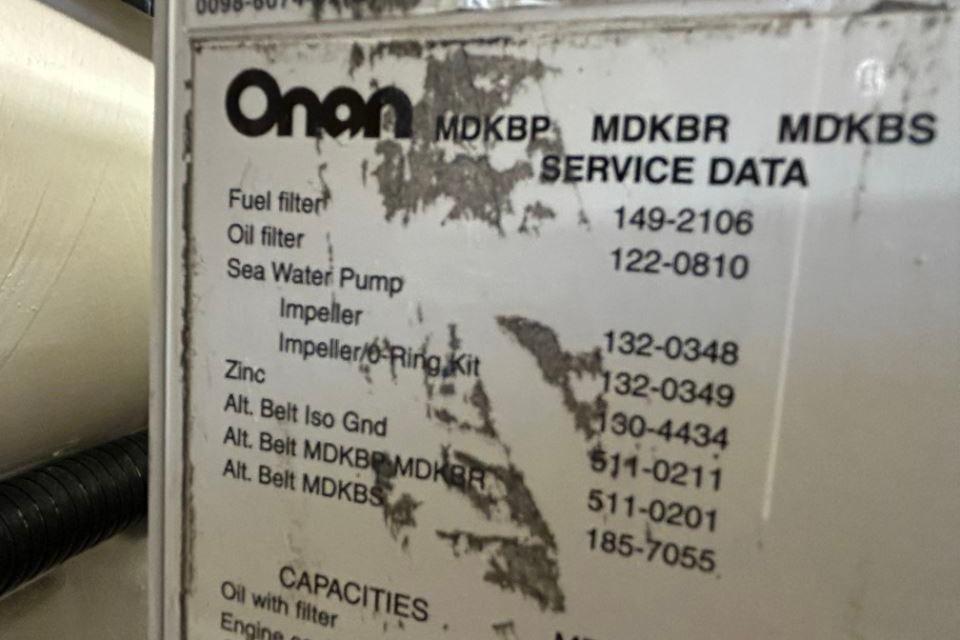 Onan MDKBP MDKBR MDKBS
SERVICE DATA
Fuel filter 149-2106
Oil filter 122-0810
Sea Water Pump
Impeller 132-0348
Impeller/O-Ring Kit 132-0349
Zinc 130-4434
Alt. Belt Iso Gnd 511-0211
Alt. Belt MDKBP MDKBR 511-0201
Alt. Belt MDKBS 185-7055
CAPACITIES
Oil with filter
Engine